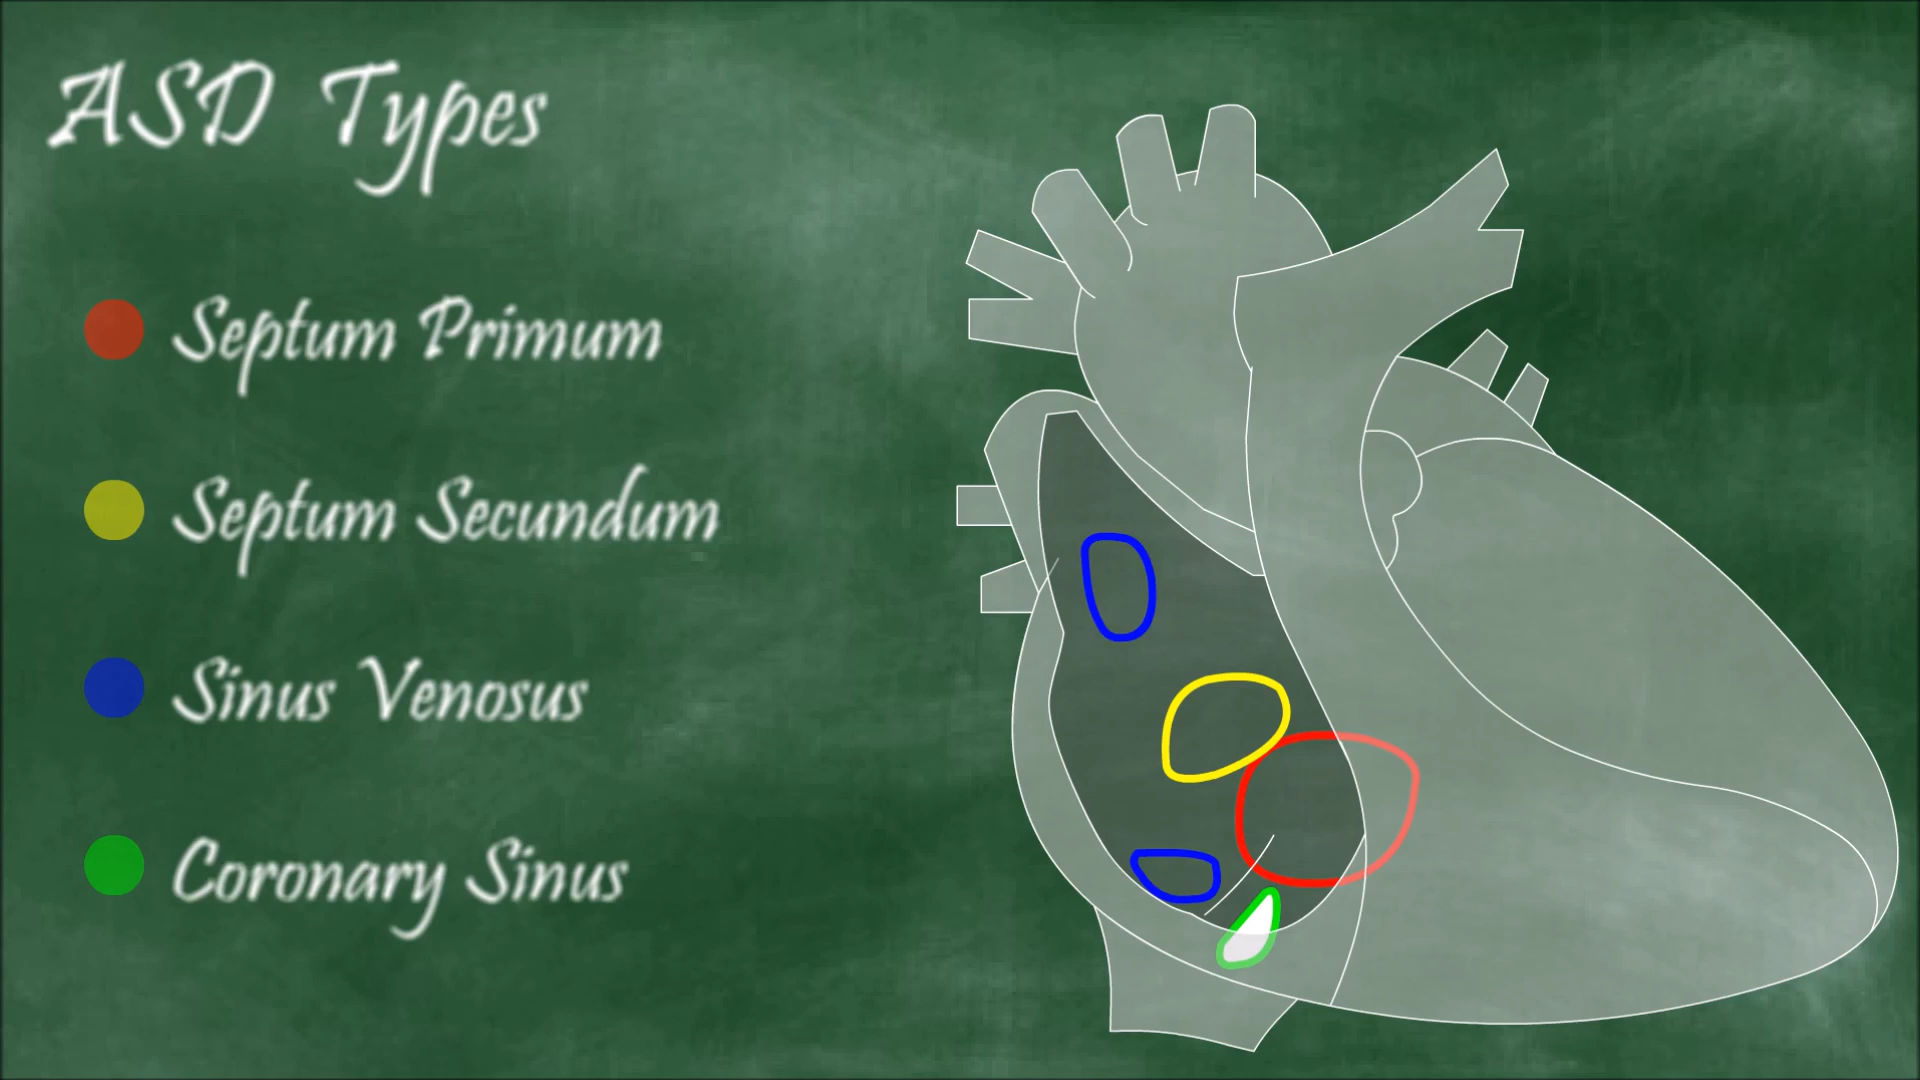 ASD Types
Septum Primum
Septum Secundum
Sinus Venosus
Coronary Sinus